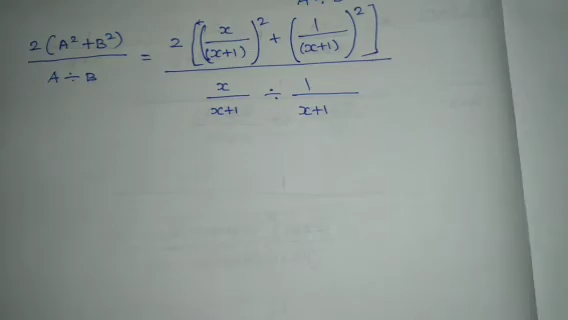 2(A²+B²) / A÷B = 2[(x/(x+1))² + (1/(x+1))²] / x/x+1 ÷ 1/x+1